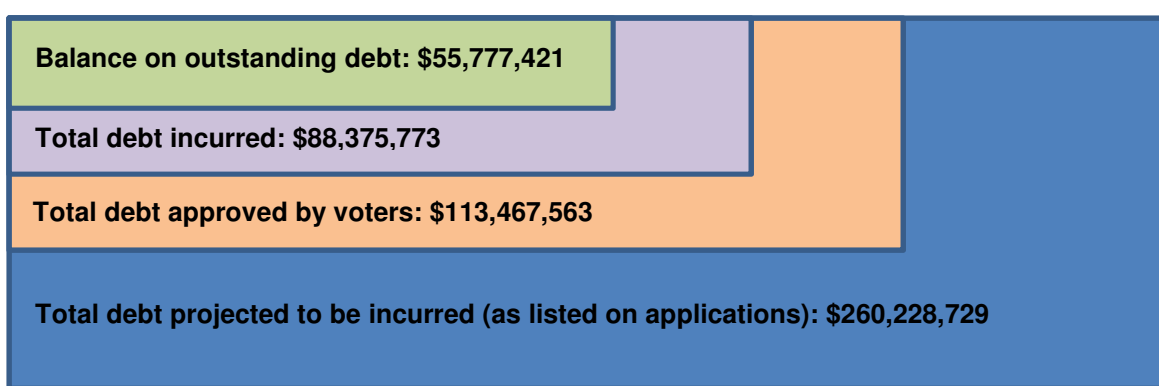 Balance on outstanding debt: $55,777,421
Total debt incurred: $88,375,773
Total debt approved by voters: $113,467,563
Total debt projected to be incurred (as listed on applications): $260,228,729